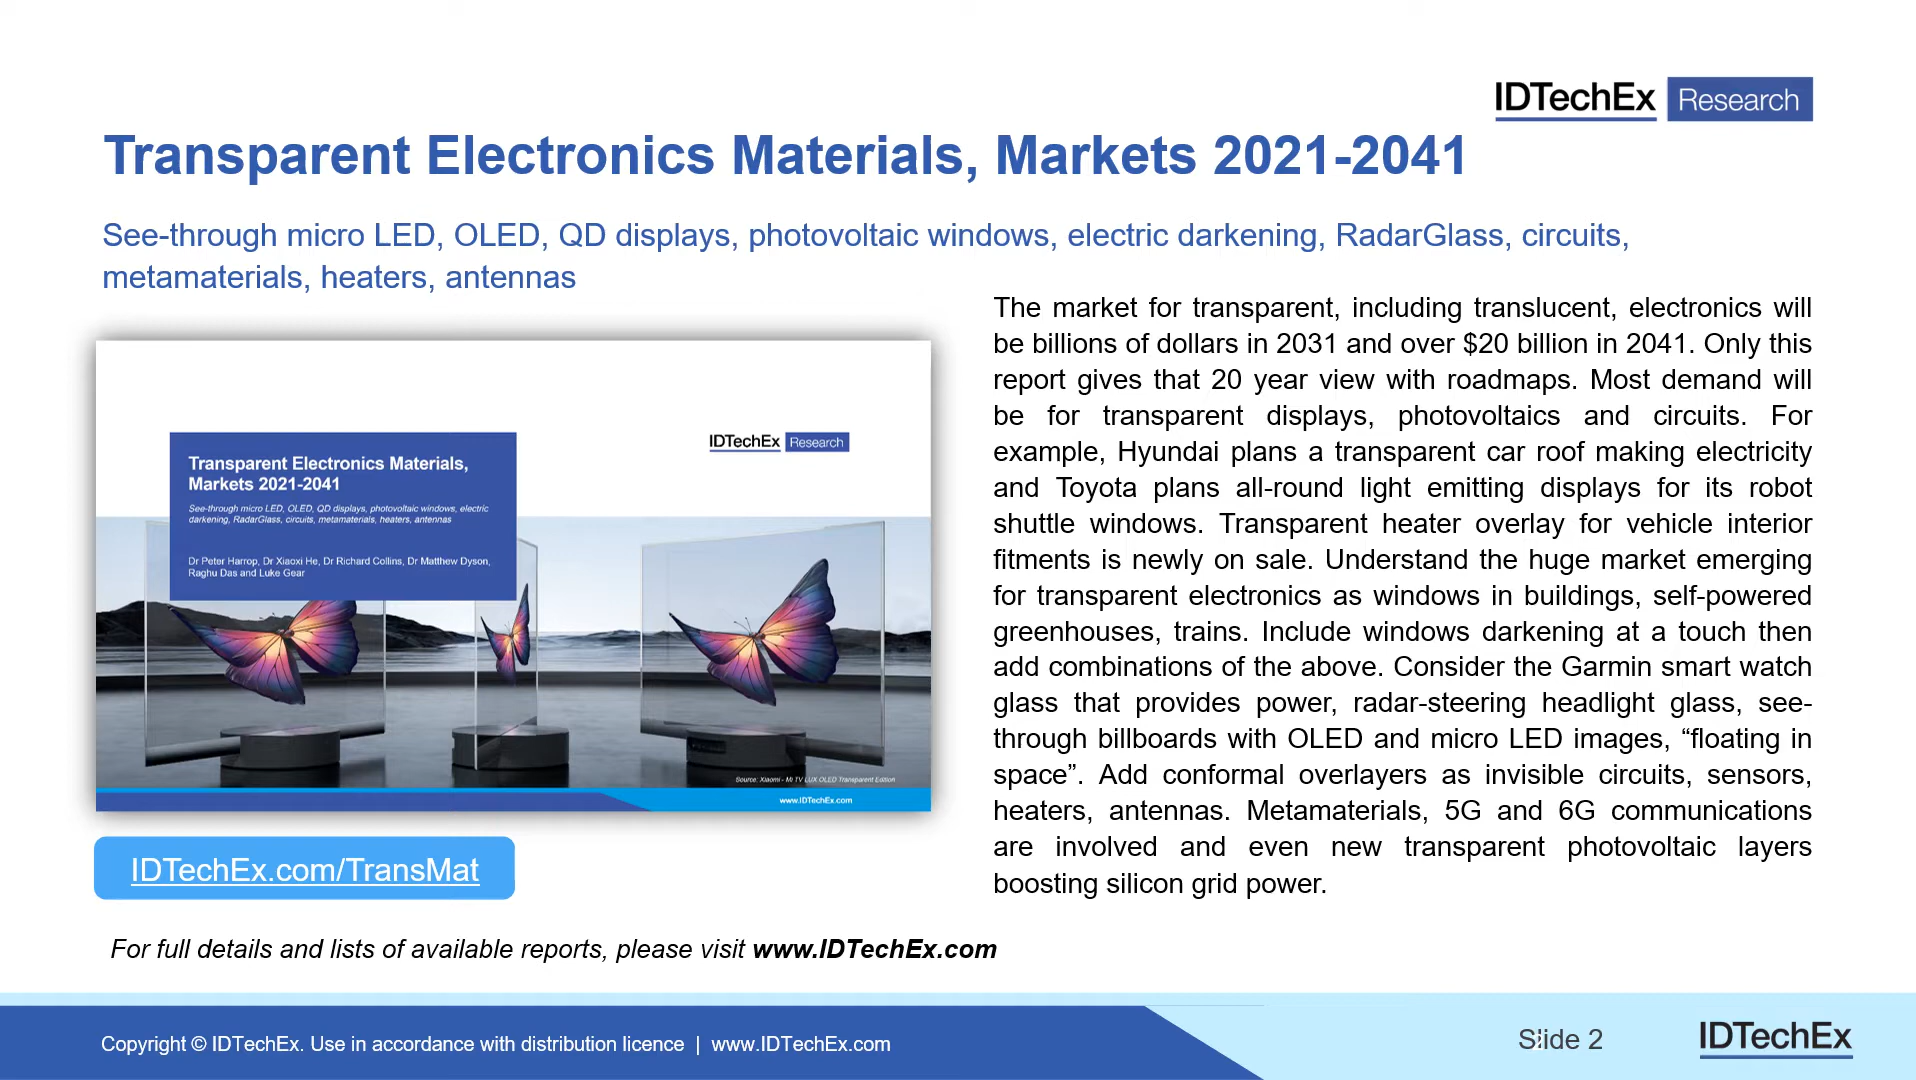 IDTechEx Research
Transparent Electronics Materials, Markets 2021-2041
See-through micro LED, OLED, QD displays, photovoltaic windows, electric darkening, RadarGlass, circuits,
metamaterials, heaters, antennas
IDTechEx Research
Transparent Electronics Materials,
Markets 2021-2041
See-through micro LED, OLED, QD displays, photovoltaic windows, electric
darkening, RadarGlass, circuits, metamaterials, heaters, antennas
Dr Peter Harrop, Dr Xiaoxi He, Dr Richard Collins, Dr Matthew Dyson,
Raghu Das and Luke Gear
Source: Xiaomi - Mi TV LUX OLED Transparent Edition
www.IDTechEx.com
The market for transparent, including translucent, electronics will
be billions of dollars in 2031 and over $20 billion in 2041. Only this
report gives that 20 year view with roadmaps. Most demand will
be for transparent displays, photovoltaics and circuits. For
example, Hyundai plans a transparent car roof making electricity
and Toyota plans all-round light emitting displays for its robot
shuttle windows. Transparent heater overlay for vehicle interior
fitments is newly on sale. Understand the huge market emerging
for transparent electronics as windows in buildings, self-powered
greenhouses, trains. Include windows darkening at a touch then
add combinations of the above. Consider the Garmin smart watch
glass that provides power, radar-steering headlight glass, see-
through billboards with OLED and micro LED images, “floating in
space”. Add conformal overlayers as invisible circuits, sensors,
heaters, antennas. Metamaterials, 5G and 6G communications
are involved and even new transparent photovoltaic layers
boosting silicon grid power.
IDTechEx.com/TransMat
For full details and lists of available reports, please visit www.IDTechEx.com
Copyright © IDTechEx. Use in accordance with distribution licence | www.IDTechEx.com
Slide 2
IDTechEx